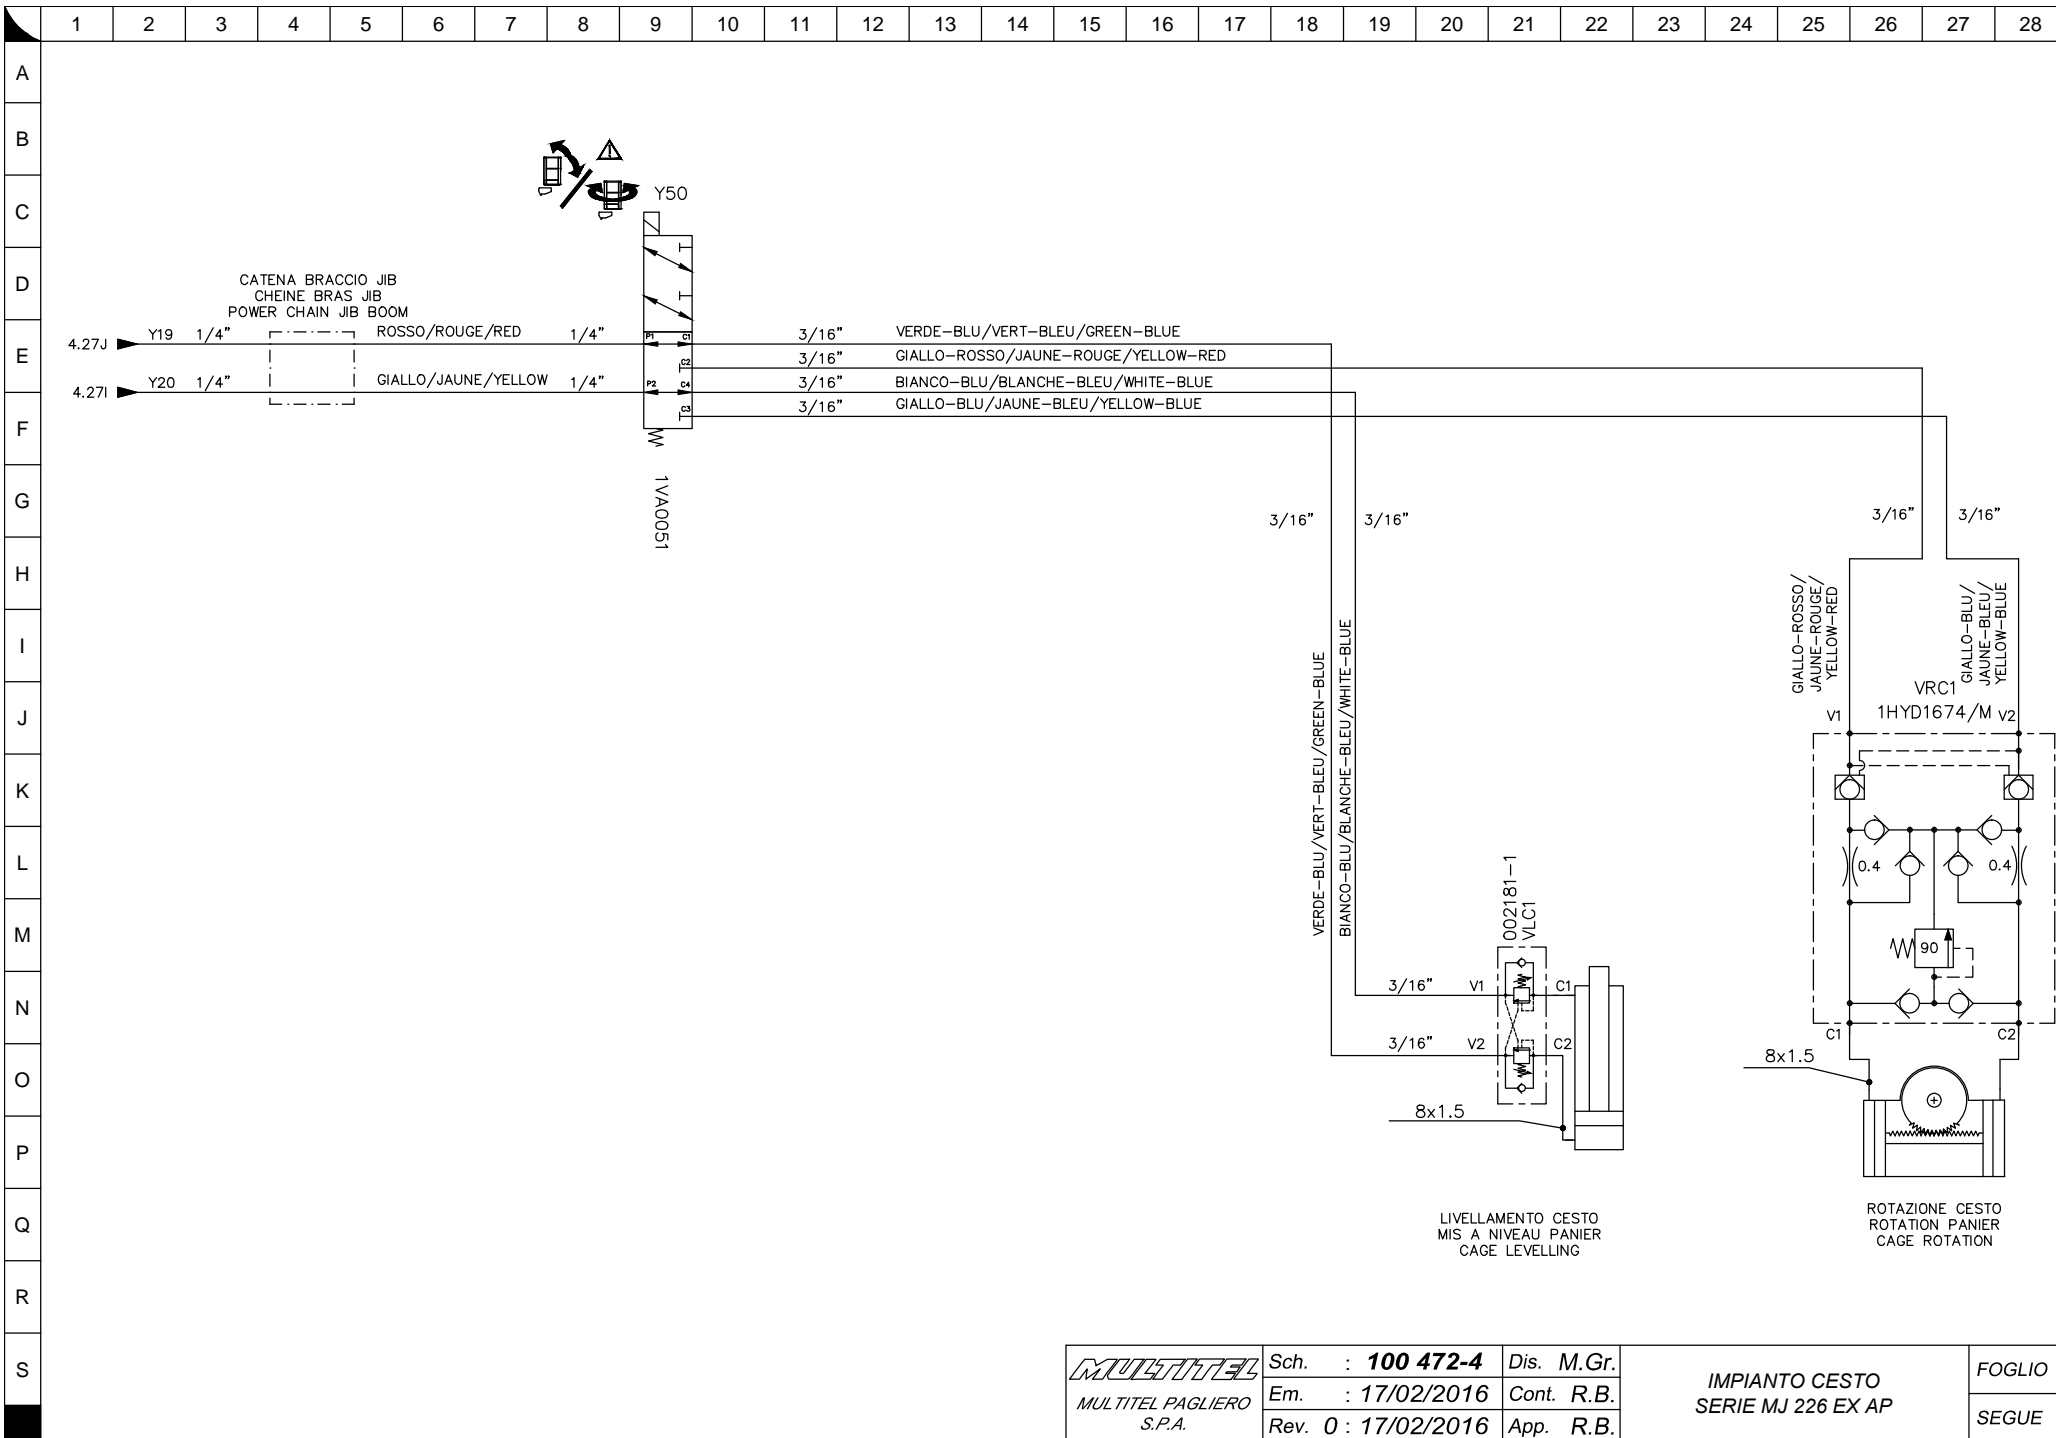 1 2 3 4 5 6 7 8 9 10 11 12 13 14 15 16 17 18 19 20 21 22 23 24 25 26 27 28
A
B
C
D
E
F
G
H
I
J
K
L
M
N
O
P
Q
R
S
Y50
CATENA BRACCIO JIB
CHEINE BRAS JIB
POWER CHAIN JIB BOOM
4.27J Y19 1/4" ROSSO/ROUGE/RED 1/4" P1 C1 3/16" VERDE-BLU/VERT-BLEU/GREEN-BLUE
C2 3/16" GIALLO-ROSSO/JAUNE-ROUGE/YELLOW-RED
4.27I Y20 1/4" GIALLO/JAUNE/YELLOW 1/4" P2 C4 3/16" BIANCO-BLU/BLANCHE-BLEU/WHITE-BLUE
C3 3/16" GIALLO-BLU/JAUNE-BLEU/YELLOW-BLUE
1VA0051
3/16" 3/16"
3/16" 3/16"
VERDE-BLU/VERT-BLEU/GREEN-BLUE
BIANCO-BLU/BLANCHE-BLEU/WHITE-BLUE
GIALLO-ROSSO/
JAUNE-ROUGE/
YELLOW-RED
GIALLO-BLU/
JAUNE-BLEU/
YELLOW-BLUE
VRC1
V1 1HYD1674/M V2
0.4 0.4
90
C1 C2
8x1.5
002181-1
VLC1
3/16" V1 C1
3/16" V2 C2
8x1.5
LIVELLAMENTO CESTO
MIS A NIVEAU PANIER
CAGE LEVELLING
ROTAZIONE CESTO
ROTATION PANIER
CAGE ROTATION
MULTITEL
MULTITEL PAGLIERO
S.P.A.
Sch. : 100 472-4 Dis. M.Gr.
Em. : 17/02/2016 Cont. R.B.
Rev. 0 : 17/02/2016 App. R.B.
IMPIANTO CESTO
SERIE MJ 226 EX AP
FOGLIO
SEGUE